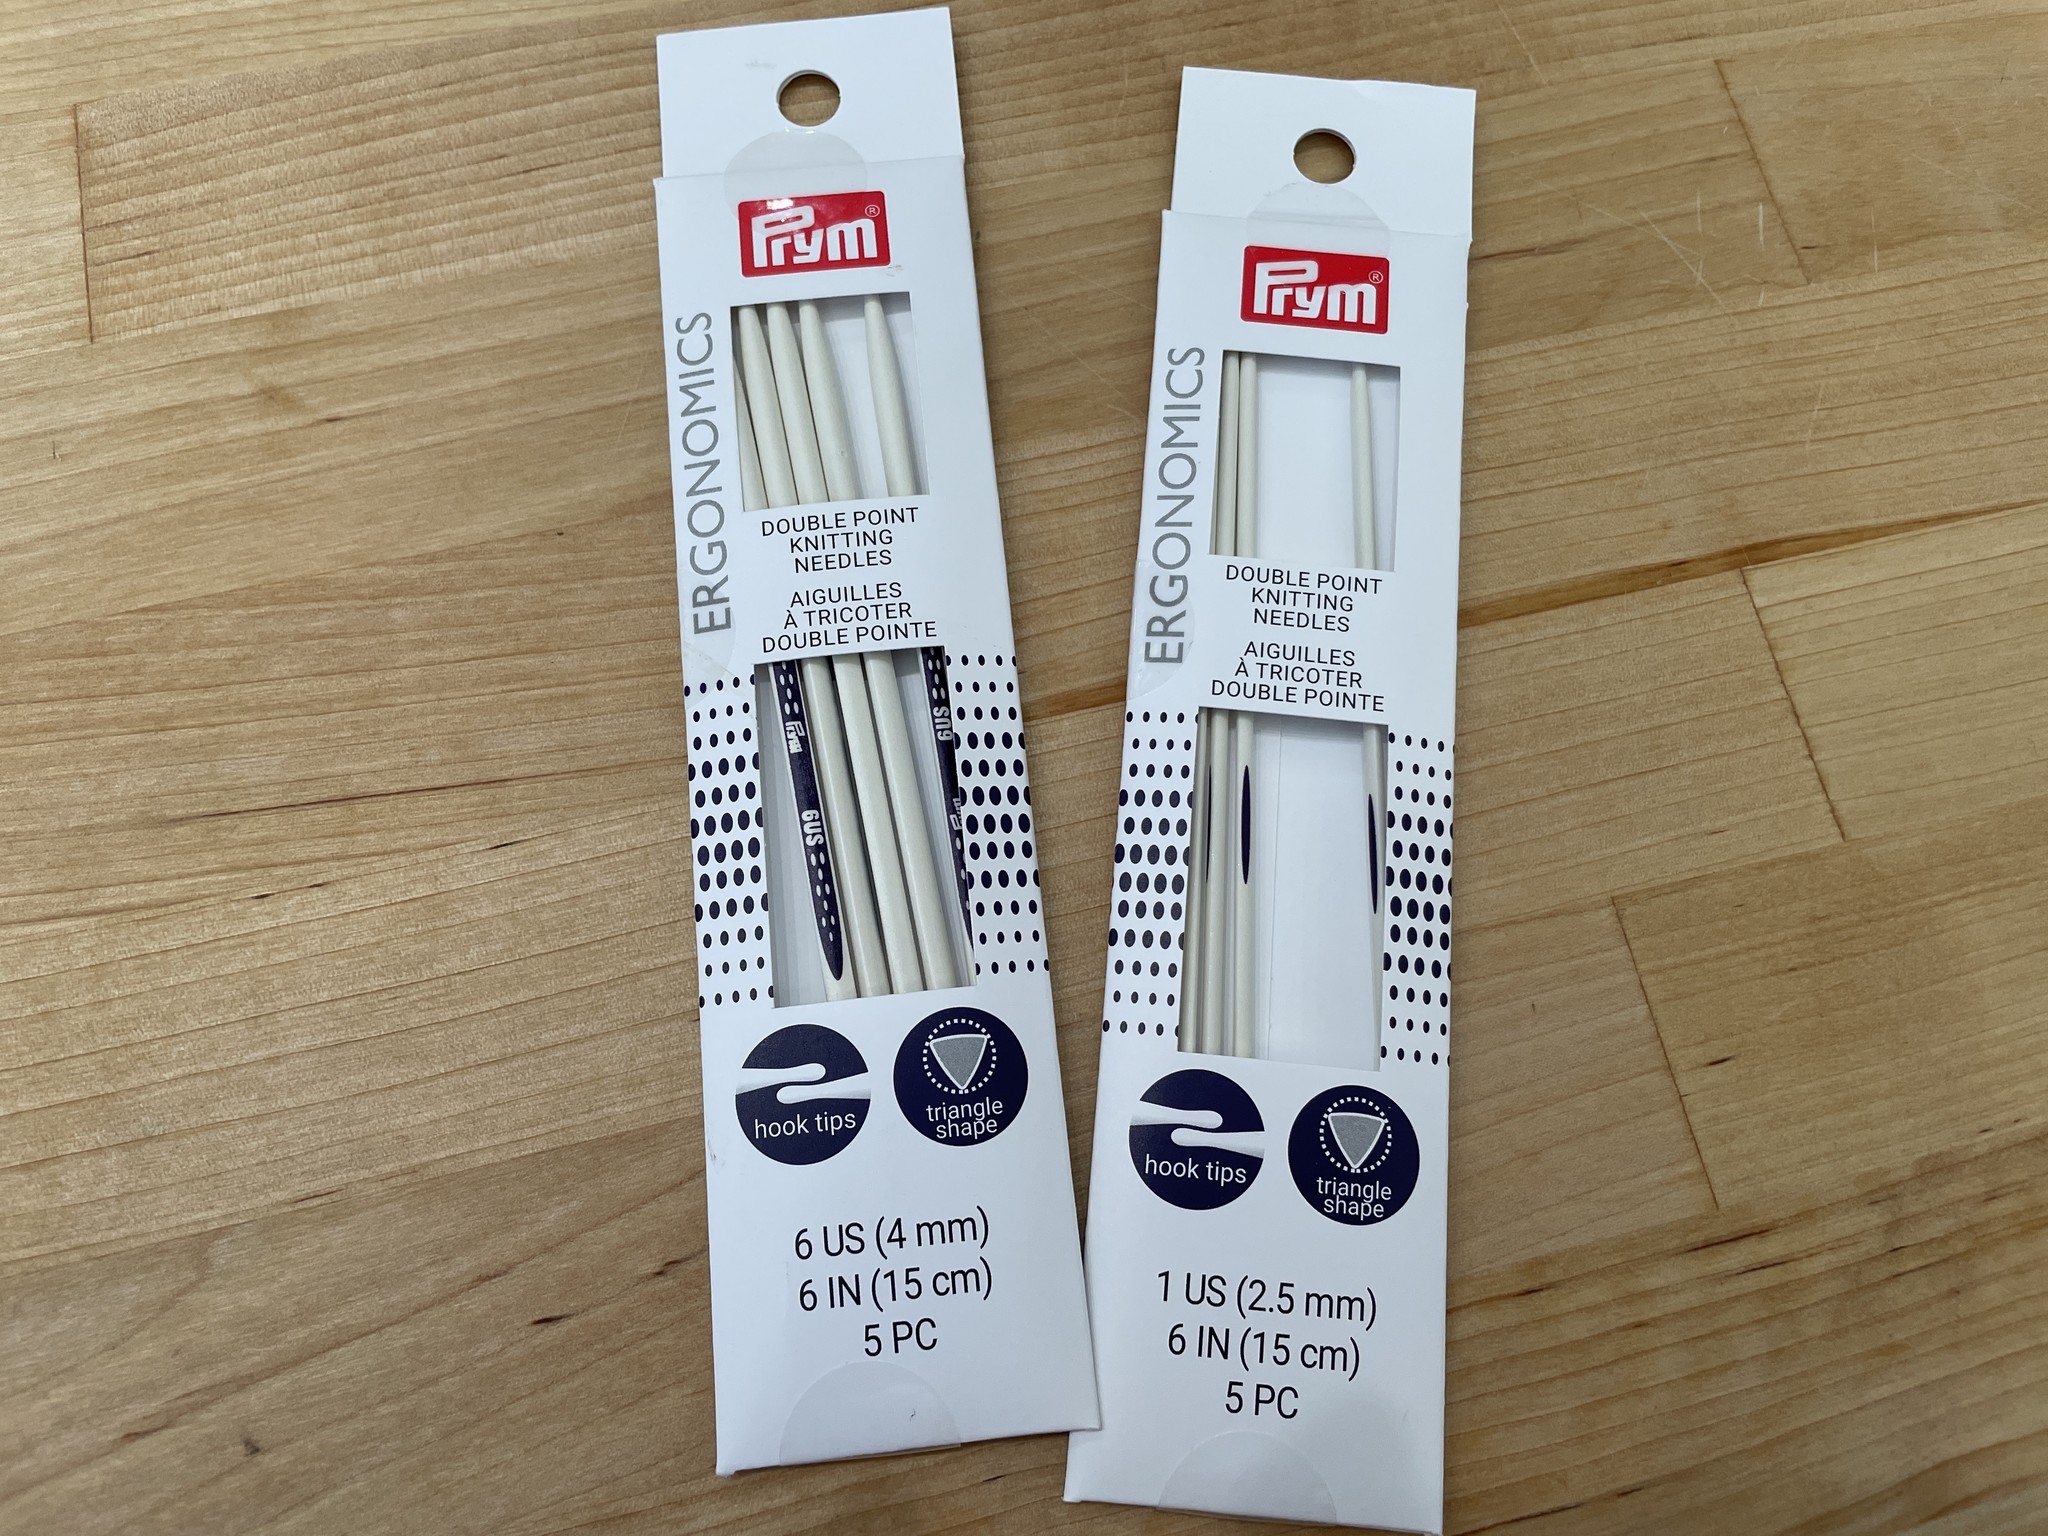 Prym®
ERGONOMICS
DOUBLE POINT
KNITTING
NEEDLES
AIGUILLES
À TRICOTER
DOUBLE POINTE
Prym
6US
6US
Prym
hook tips
triangle
shape
6 US (4 mm)
6 IN (15 cm)
5 PC
Prym®
ERGONOMICS
DOUBLE POINT
KNITTING
NEEDLES
AIGUILLES
À TRICOTER
DOUBLE POINTE
hook tips
triangle
shape
1 US (2.5 mm)
6 IN (15 cm)
5 PC